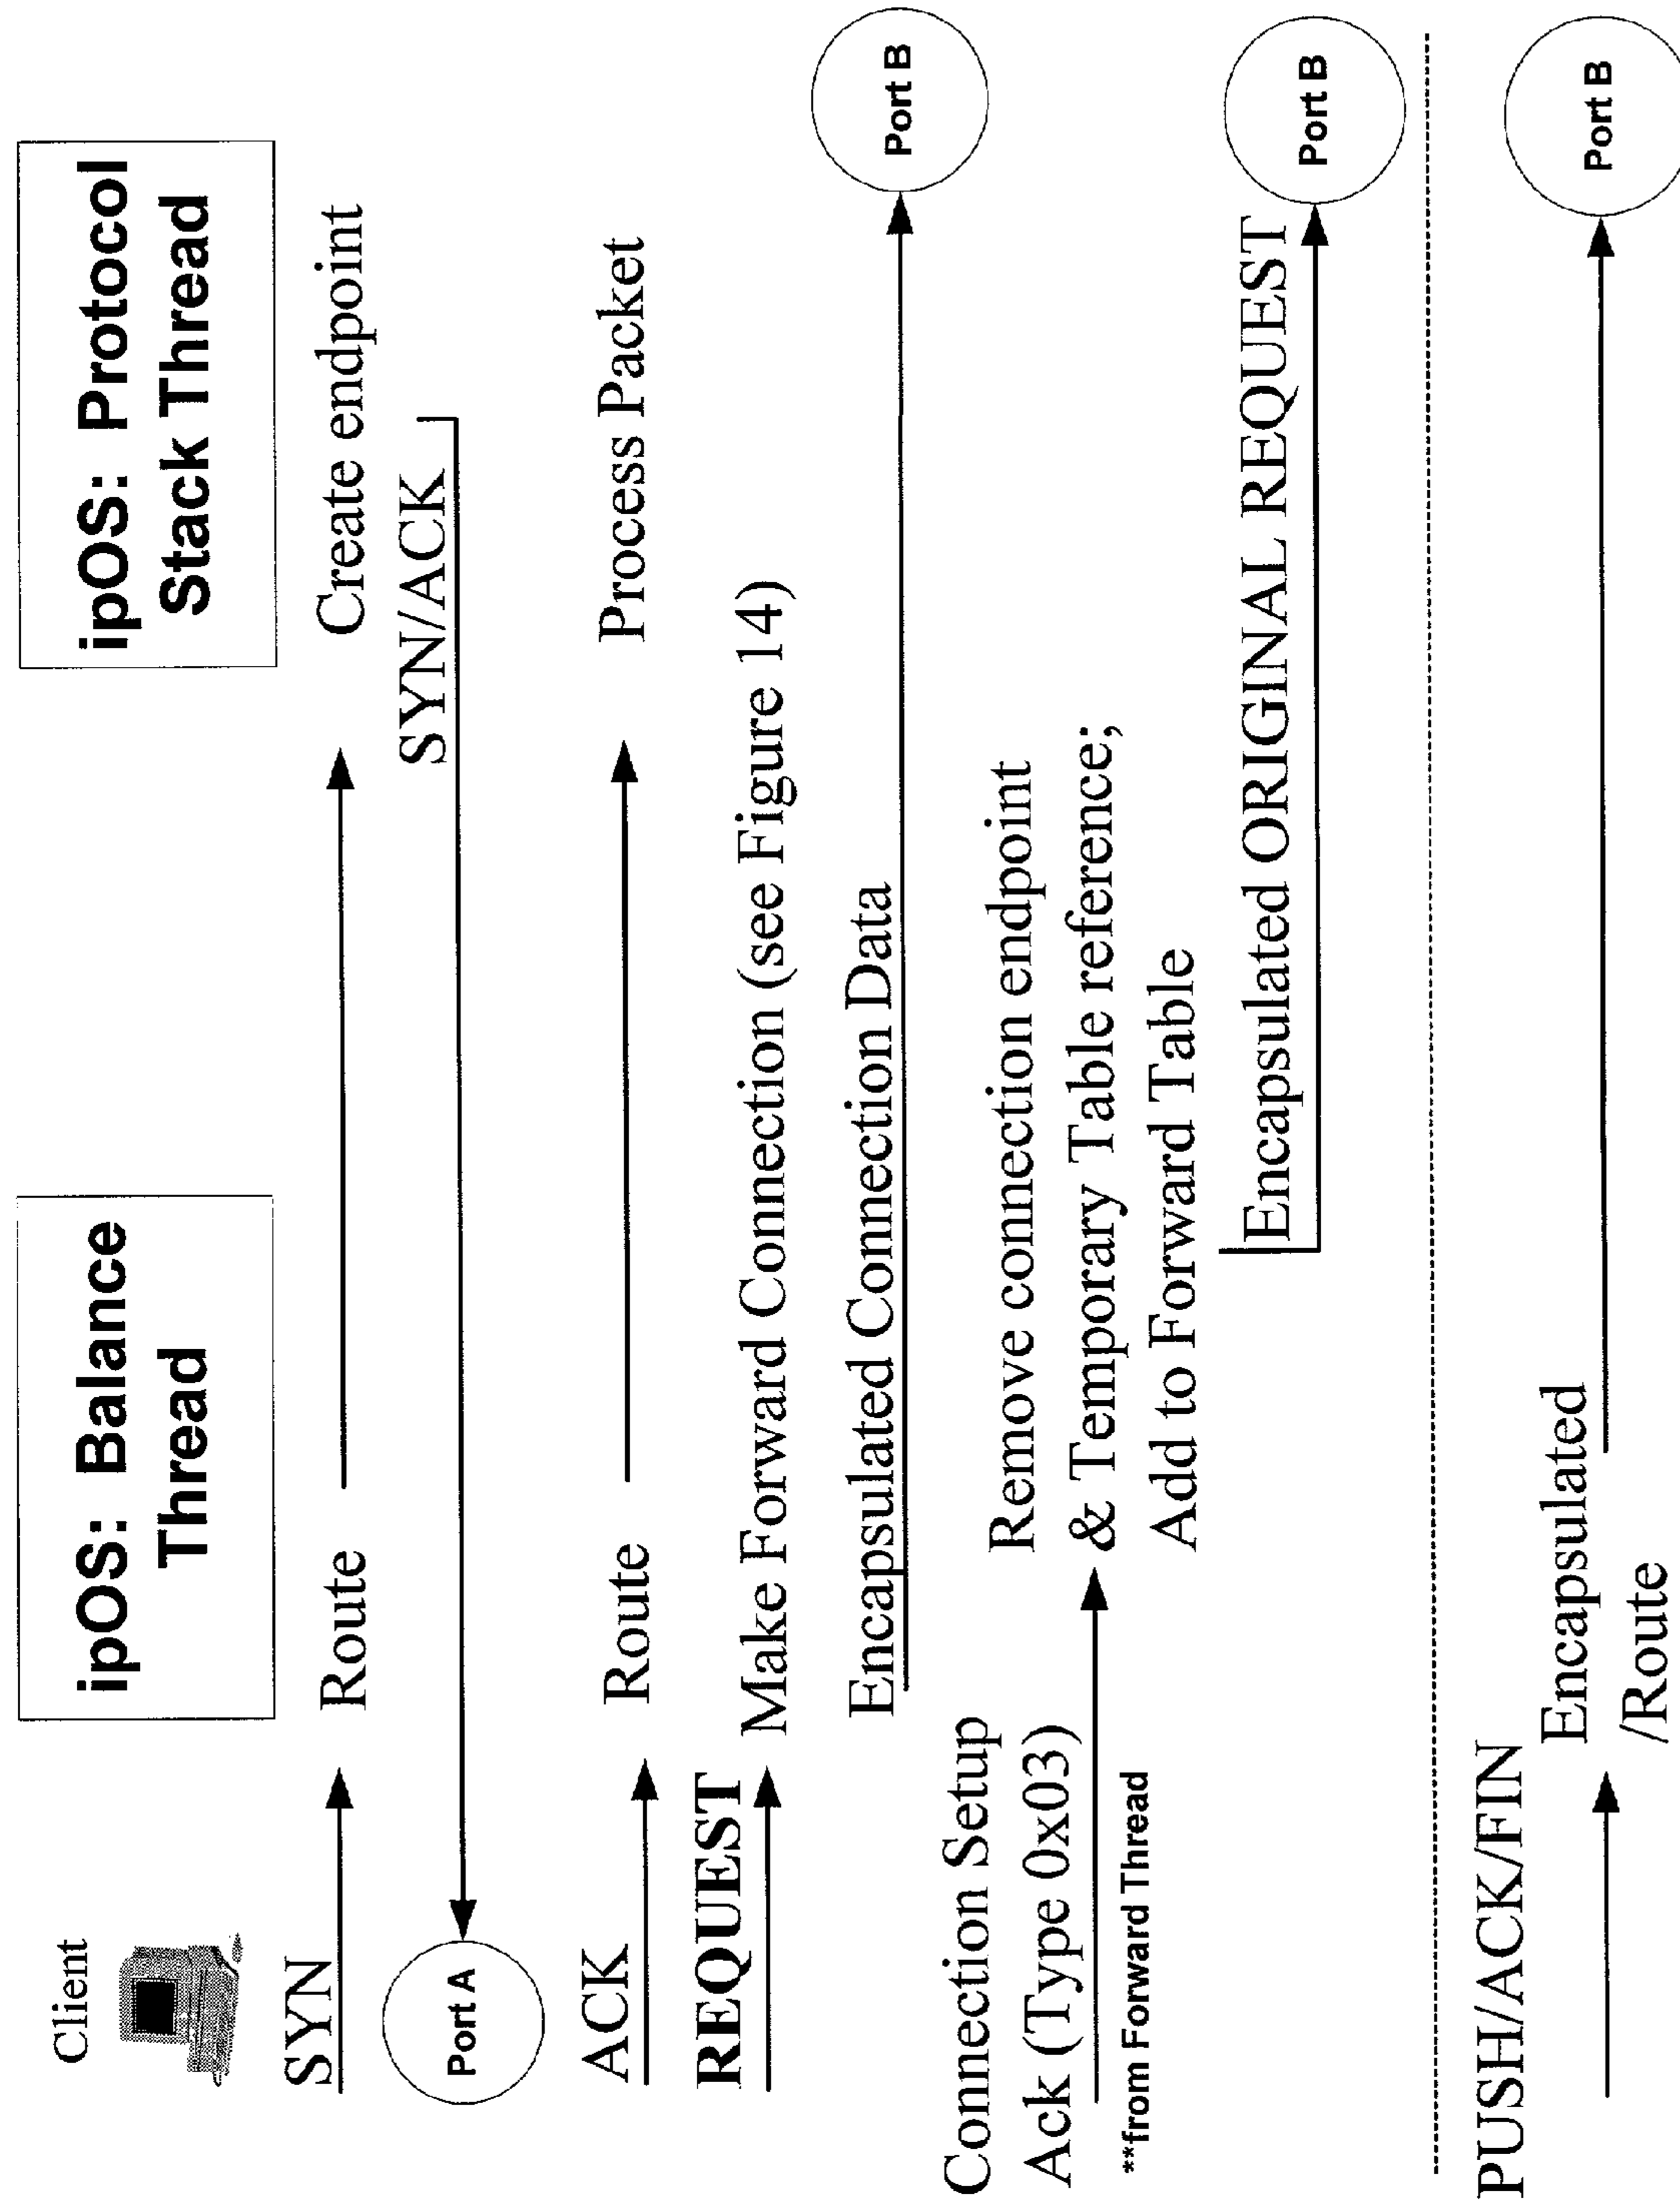 Client
ipOS: Balance
Thread
ipOS: Protocol
Stack Thread
SYN
Route
Create endpoint
SYN/ACK
Port A
ACK
Route
Process Packet
REQUEST
Make Forward Connection (see Figure 14)
Encapsulated Connection Data
Port B
Connection Setup
Ack (Type 0x03)
**from Forward Thread
Remove connection endpoint
& Temporary Table reference;
Add to Forward Table
Encapsulated ORIGINAL REQUEST
Port B
PUSH/ACK/FIN
Encapsulated
/Route
Port B